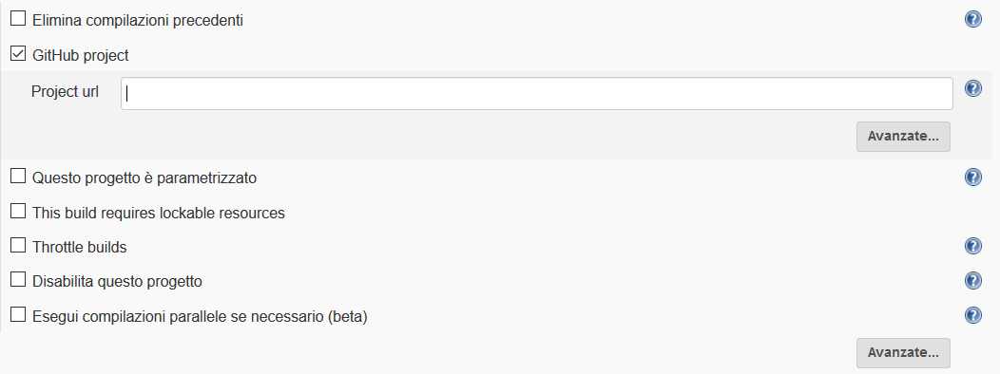 Elimina compilazioni precedenti
GitHub project
Project url
Avanzate...
Questo progetto è parametrizzato
This build requires lockable resources
Throttle builds
Disabilita questo progetto
Esegui compilazioni parallele se necessario (beta)
Avanzate...